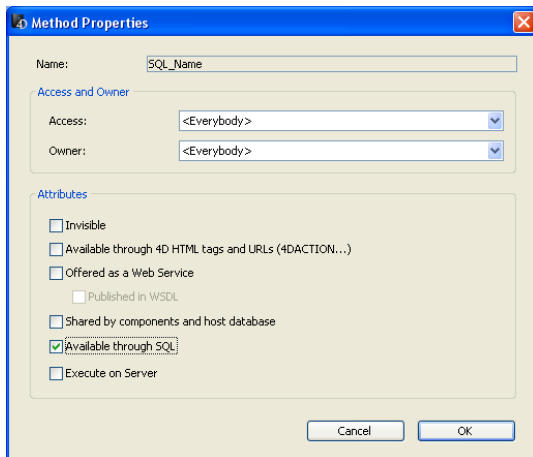 4D Method Properties
Name: SQL_Name
Access and Owner
Access: <Everybody>
Owner: <Everybody>
Attributes
Invisible
Available through 4D HTML tags and URLs (4DACTION...)
Offered as a Web Service
Published in WSDL
Shared by components and host database
Available through SQL
Execute on Server
Cancel OK